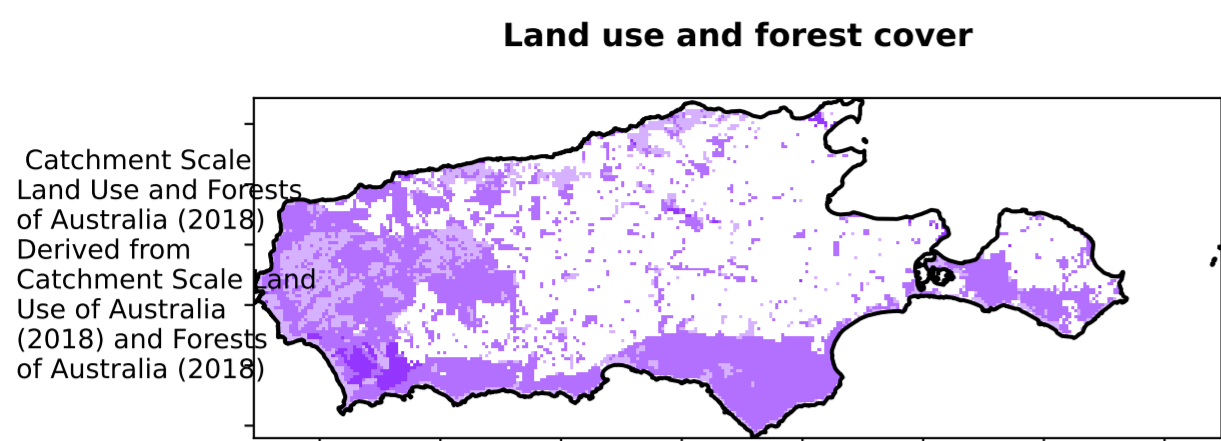 Land use and forest cover
Catchment Scale
Land Use and Forests
of Australia (2018)
Derived from
Catchment Scale Land
Use of Australia
(2018) and Forests
of Australia (2018)